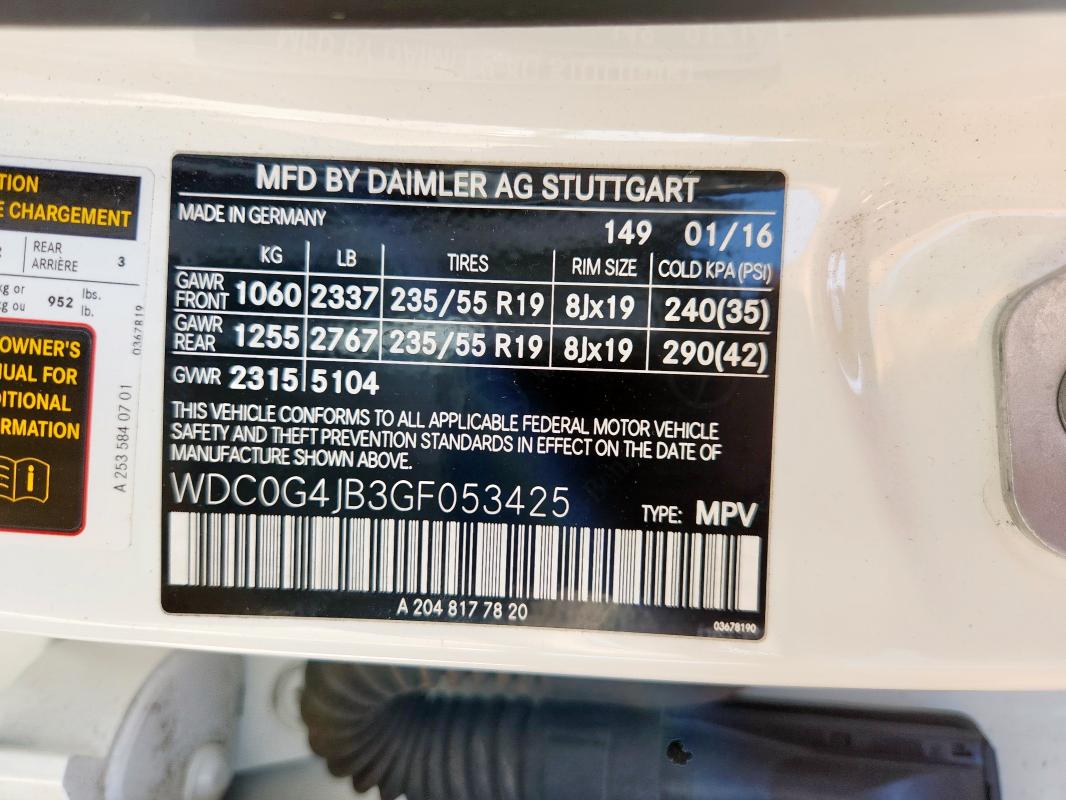 TION
E CHARGEMENT
REAR
ARRIÈRE 3
kg or
kg ou 952 lbs.
lb.
0367819
OWNER'S
UAL FOR
DITIONAL
RMATION
A 253 584 07 01
MFD BY DAIMLER AG STUTTGART
MADE IN GERMANY
149 01/16
KG LB TIRES RIM SIZE COLD KPA (PSI)
GAWR FRONT 1060 2337 235/55 R19 8Jx19 240(35)
GAWR REAR 1255 2767 235/55 R19 8Jx19 290(42)
GVWR 2315 5104
THIS VEHICLE CONFORMS TO ALL APPLICABLE FEDERAL MOTOR VEHICLE
SAFETY AND THEFT PREVENTION STANDARDS IN EFFECT ON THE DATE OF
MANUFACTURE SHOWN ABOVE.
WDC0G4JB3GF053425
TYPE: MPV
A 204 817 78 20
03678190